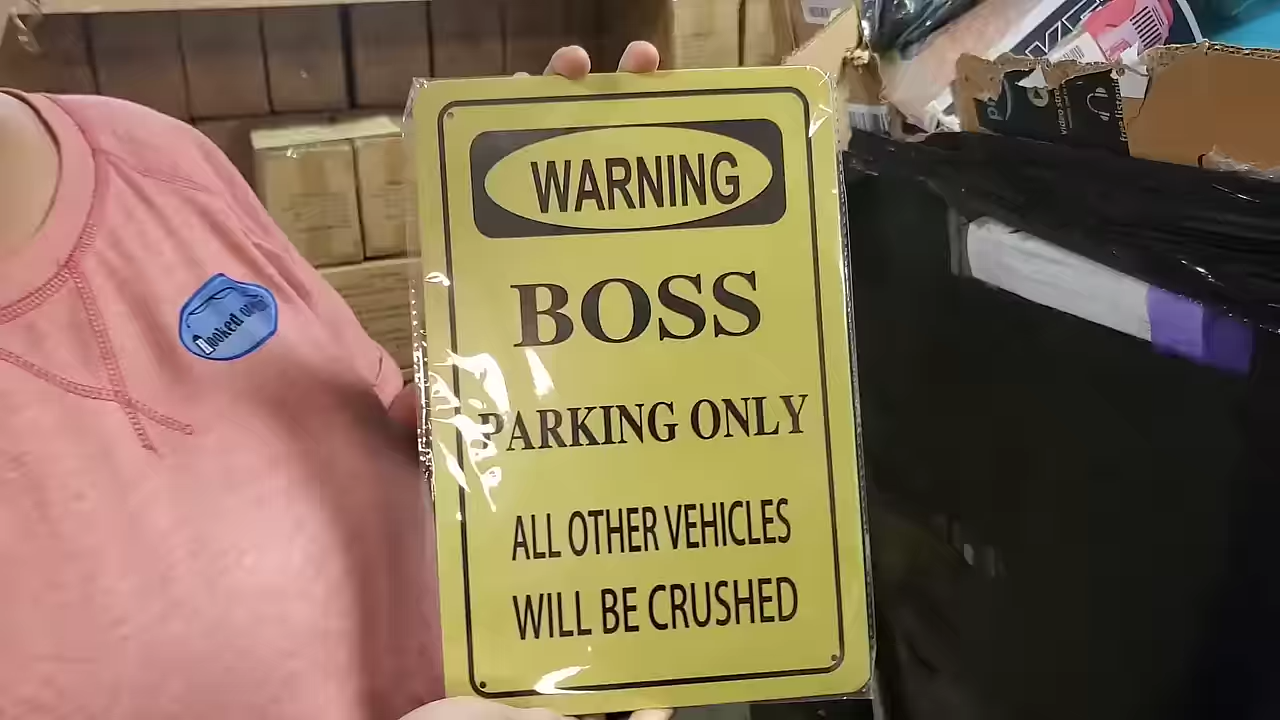 WARNING
BOSS
PARKING ONLY
ALL OTHER VEHICLES
WILL BE CRUSHED
Hooked on